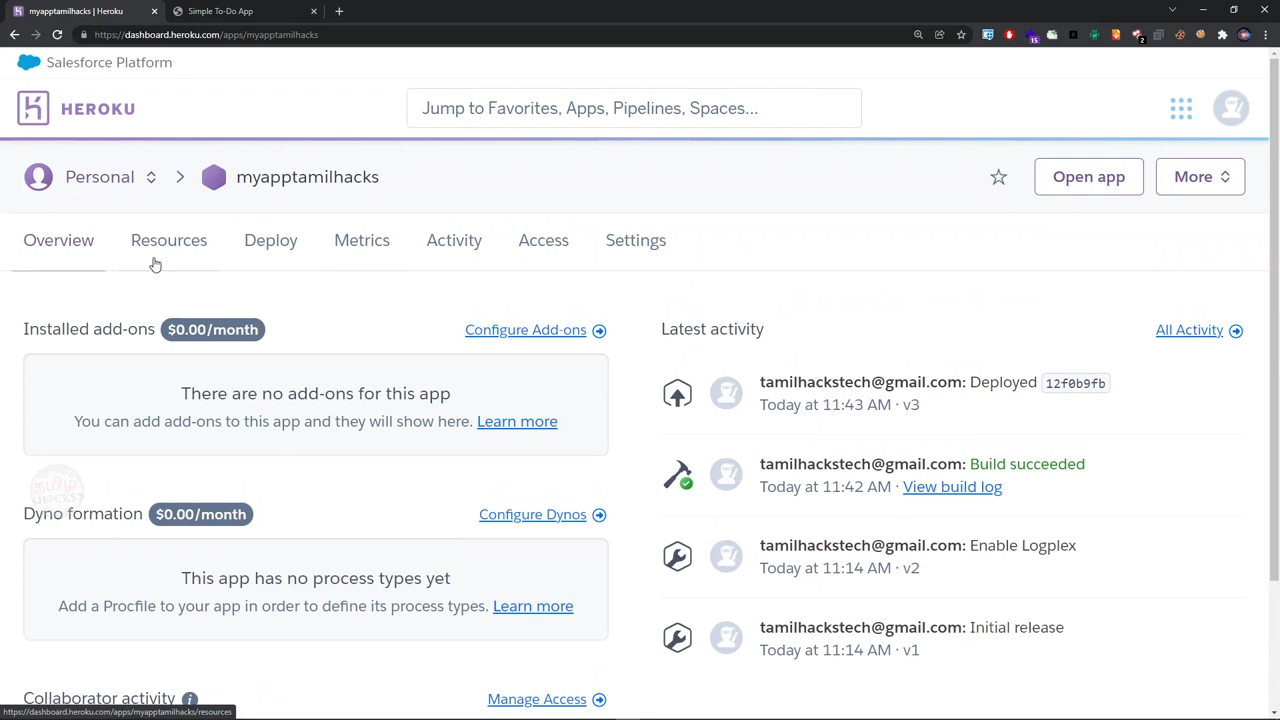 myapptamilhacks | Heroku
Simple To-Do App
https://dashboard.heroku.com/apps/myapptamilhacks
15
2
Salesforce Platform
HEROKU
Jump to Favorites, Apps, Pipelines, Spaces...
Personal
myapptamilhacks
Open app
More
Overview
Resources
Deploy
Metrics
Activity
Access
Settings
Installed add-ons $0.00/month
Configure Add-ons
There are no add-ons for this app
You can add add-ons to this app and they will show here. Learn more
தமிழ்
HACKS
Dyno formation $0.00/month
Configure Dynos
This app has no process types yet
Add a Procfile to your app in order to define its process types. Learn more
Collaborator activity i
Manage Access
Latest activity
All Activity
tamilhackstech@gmail.com: Deployed 12f0b9fb
Today at 11:43 AM · v3
tamilhackstech@gmail.com: Build succeeded
Today at 11:42 AM · View build log
tamilhackstech@gmail.com: Enable Logplex
Today at 11:14 AM · v2
tamilhackstech@gmail.com: Initial release
Today at 11:14 AM · v1
https://dashboard.heroku.com/apps/myapptamilhacks/resources